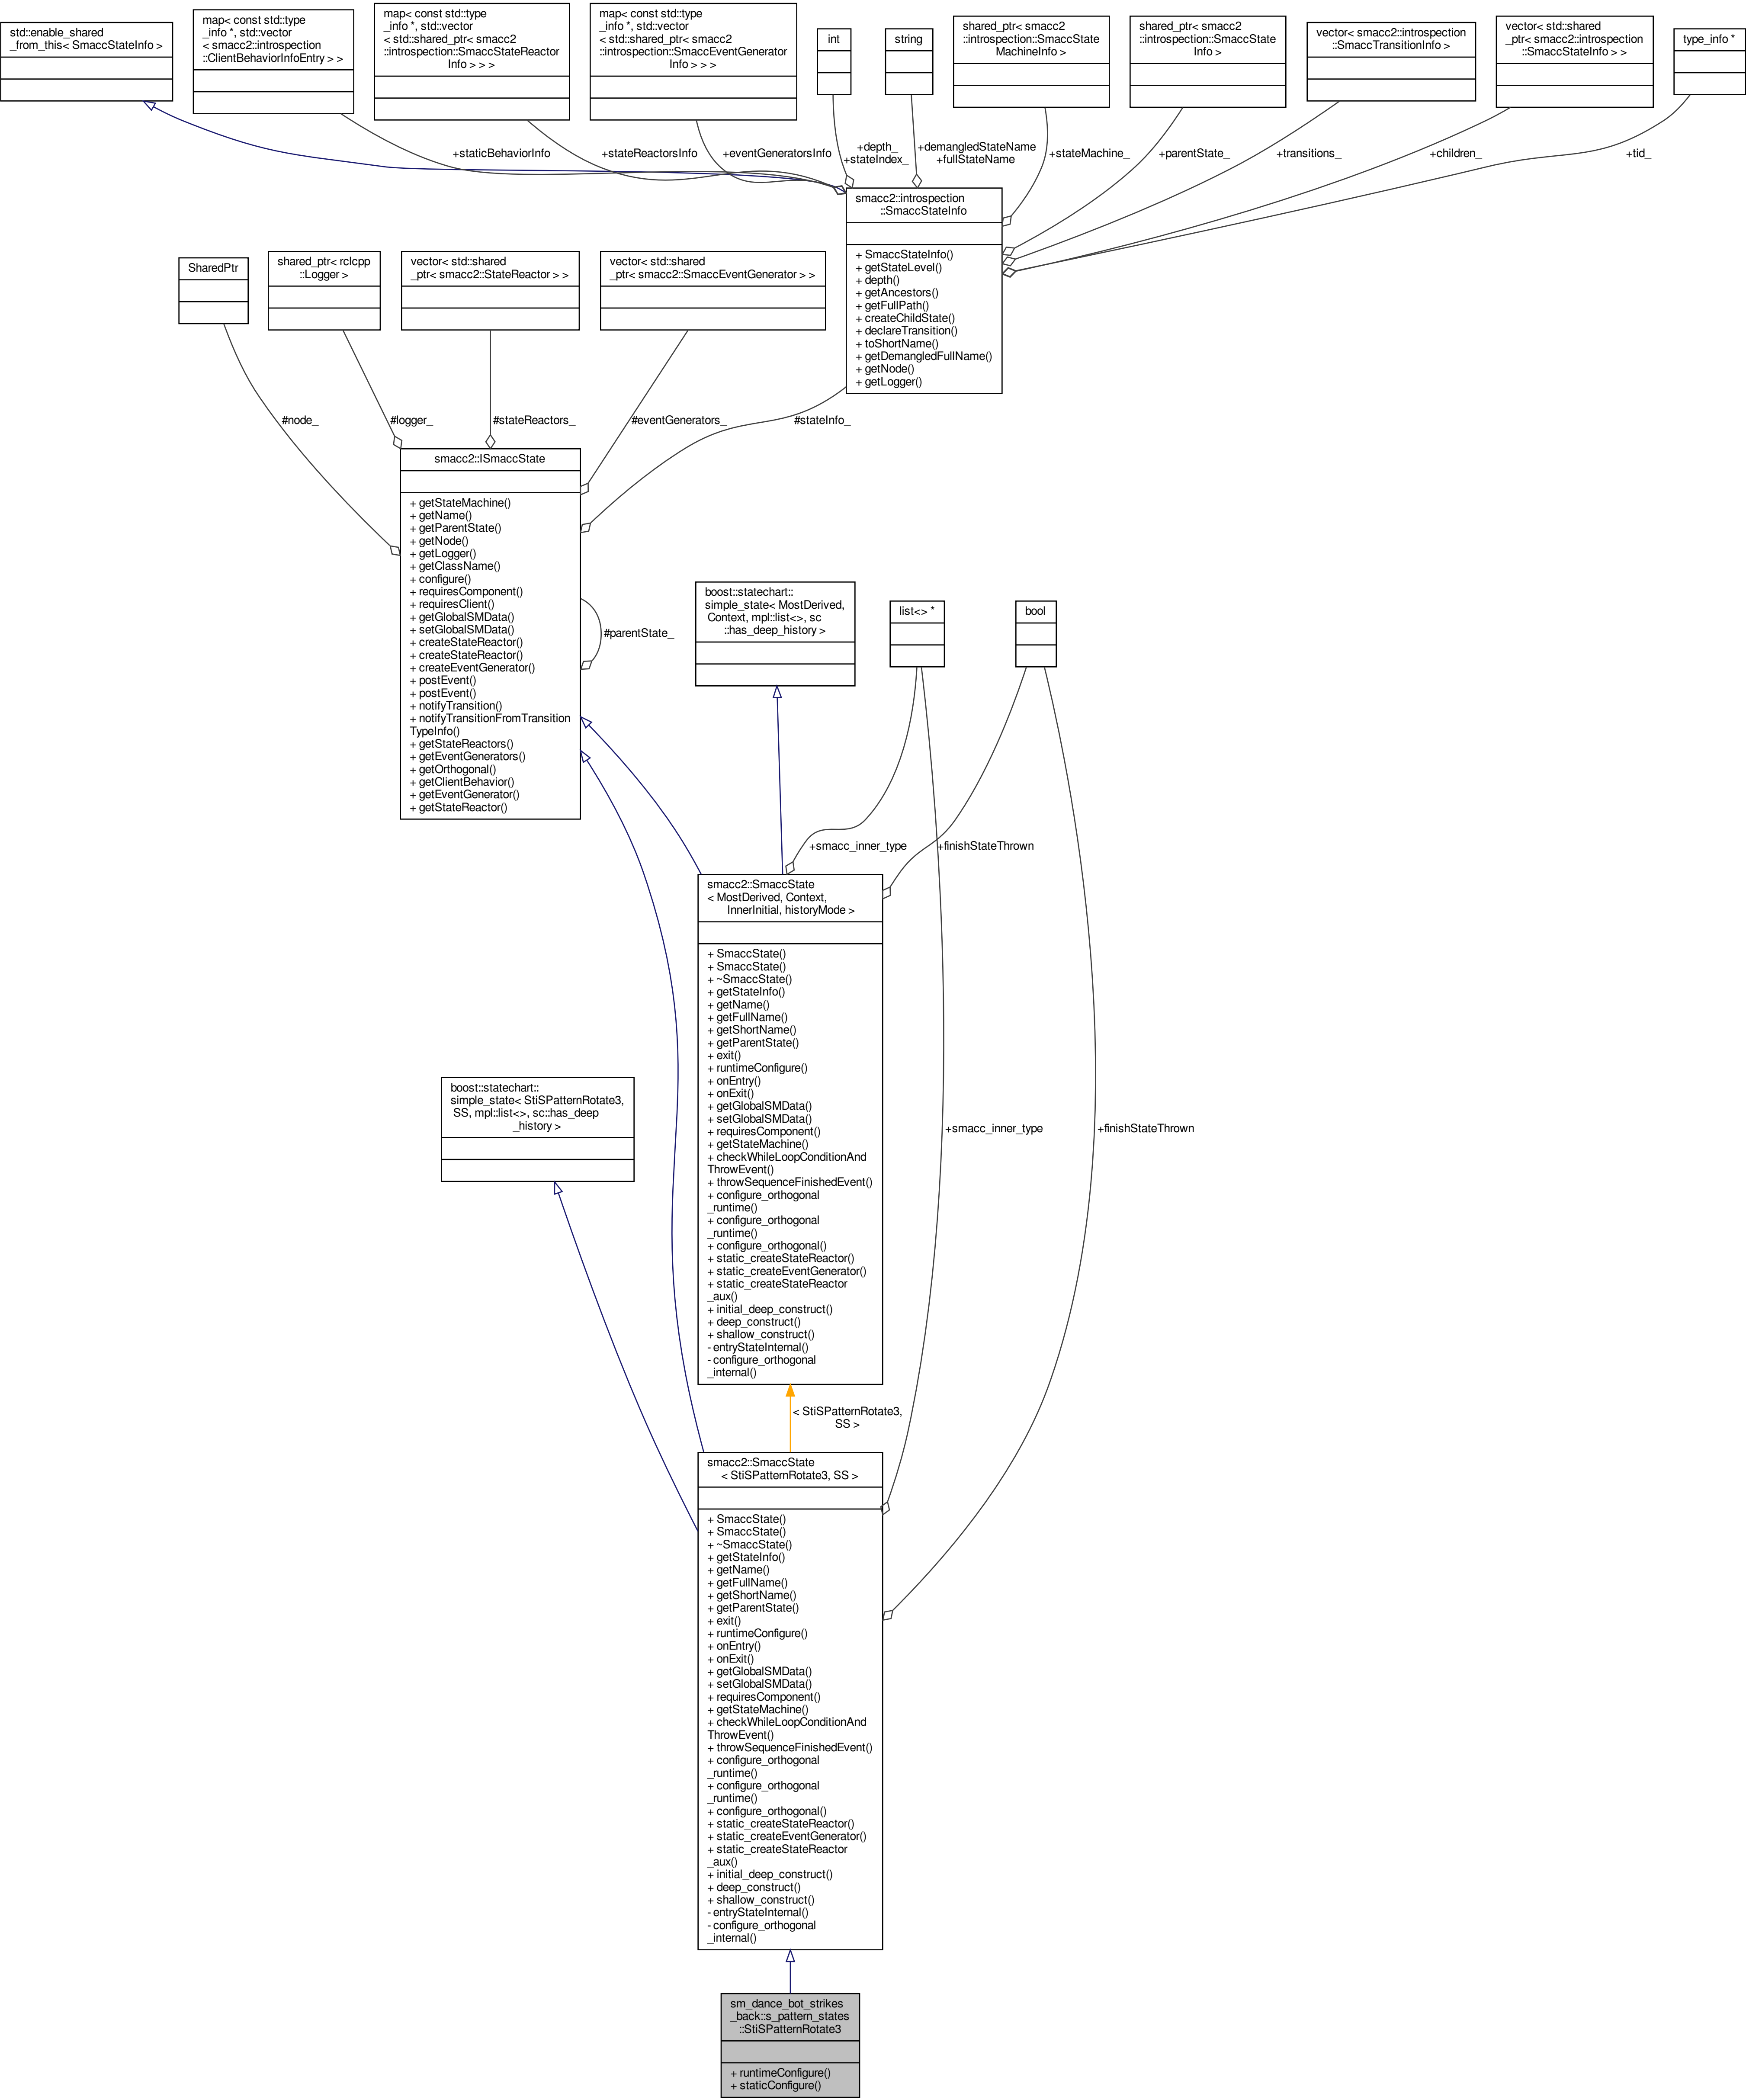 std::enable_shared
_from_this< SmaccStateInfo >
map< const std::type
_info *, std::vector
< smacc2::introspection
::ClientBehaviorInfoEntry > >
map< const std::type
_info *, std::vector
< std::shared_ptr< smacc2
::introspection::SmaccStateReactor
Info > > >
map< const std::type
_info *, std::vector
< std::shared_ptr< smacc2
::introspection::SmaccEventGenerator
Info > > >
int
string
shared_ptr< smacc2
::introspection::SmaccState
MachineInfo >
shared_ptr< smacc2
::introspection::SmaccState
Info >
vector< smacc2::introspection
::SmaccTransitionInfo >
vector< std::shared
_ptr< smacc2::introspection
::SmaccStateInfo > >
type_info *
+staticBehaviorInfo
+stateReactorsInfo
+eventGeneratorsInfo
+depth_
+stateIndex_
+demangledStateName
+fullStateName
+stateMachine_
+parentState_
+transitions_
+children_
+tid_
smacc2::introspection
::SmaccStateInfo
+ SmaccStateInfo()
+ getStateLevel()
+ depth()
+ getAncestors()
+ getFullPath()
+ createChildState()
+ declareTransition()
+ toShortName()
+ getDemangledFullName()
+ getNode()
+ getLogger()
SharedPtr
shared_ptr< rclcpp
::Logger >
vector< std::shared
_ptr< smacc2::StateReactor > >
vector< std::shared
_ptr< smacc2::SmaccEventGenerator > >
#node_
#logger_
#stateReactors_
#eventGenerators_
#stateInfo_
smacc2::ISmaccState
+ getStateMachine()
+ getName()
+ getParentState()
+ getNode()
+ getLogger()
+ getClassName()
+ configure()
+ requiresComponent()
+ requiresClient()
+ getGlobalSMData()
+ setGlobalSMData()
+ createStateReactor()
+ createStateReactor()
+ createEventGenerator()
+ postEvent()
+ postEvent()
+ notifyTransition()
+ notifyTransitionFromTransition
TypeInfo()
+ getStateReactors()
+ getEventGenerators()
+ getOrthogonal()
+ getClientBehavior()
+ getEventGenerator()
+ getStateReactor()
#parentState_
boost::statechart::
simple_state< MostDerived,
Context, mpl::list<>, sc
::has_deep_history >
list<> *
bool
+smacc_inner_type
+finishStateThrown
smacc2::SmaccState
< MostDerived, Context,
InnerInitial, historyMode >
+ SmaccState()
+ SmaccState()
+ ~SmaccState()
+ getStateInfo()
+ getName()
+ getFullName()
+ getShortName()
+ getParentState()
+ exit()
+ runtimeConfigure()
+ onEntry()
+ onExit()
+ getGlobalSMData()
+ setGlobalSMData()
+ requiresComponent()
+ getStateMachine()
+ checkWhileLoopConditionAnd
ThrowEvent()
+ throwSequenceFinishedEvent()
+ configure_orthogonal
_runtime()
+ configure_orthogonal
_runtime()
+ configure_orthogonal()
+ static_createStateReactor()
+ static_createEventGenerator()
+ static_createStateReactor
_aux()
+ initial_deep_construct()
+ deep_construct()
+ shallow_construct()
- entryStateInternal()
- configure_orthogonal
_internal()
boost::statechart::
simple_state< StiSPatternRotate3,
SS, mpl::list<>, sc::has_deep
_history >
+smacc_inner_type
+finishStateThrown
< StiSPatternRotate3,
SS >
smacc2::SmaccState
< StiSPatternRotate3, SS >
+ SmaccState()
+ SmaccState()
+ ~SmaccState()
+ getStateInfo()
+ getName()
+ getFullName()
+ getShortName()
+ getParentState()
+ exit()
+ runtimeConfigure()
+ onEntry()
+ onExit()
+ getGlobalSMData()
+ setGlobalSMData()
+ requiresComponent()
+ getStateMachine()
+ checkWhileLoopConditionAnd
ThrowEvent()
+ throwSequenceFinishedEvent()
+ configure_orthogonal
_runtime()
+ configure_orthogonal
_runtime()
+ configure_orthogonal()
+ static_createStateReactor()
+ static_createEventGenerator()
+ static_createStateReactor
_aux()
+ initial_deep_construct()
+ deep_construct()
+ shallow_construct()
- entryStateInternal()
- configure_orthogonal
_internal()
sm_dance_bot_strikes
_back::s_pattern_states
::StiSPatternRotate3
+ runtimeConfigure()
+ staticConfigure()